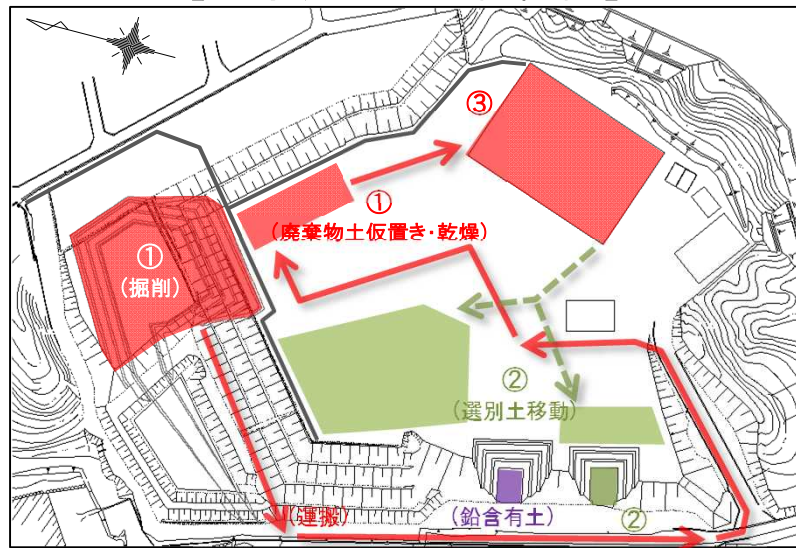 ③
①
(廃棄物土仮置き・乾燥)
①
(掘削)
②
(選別土移動)
(運搬)
(鉛含有土)
②